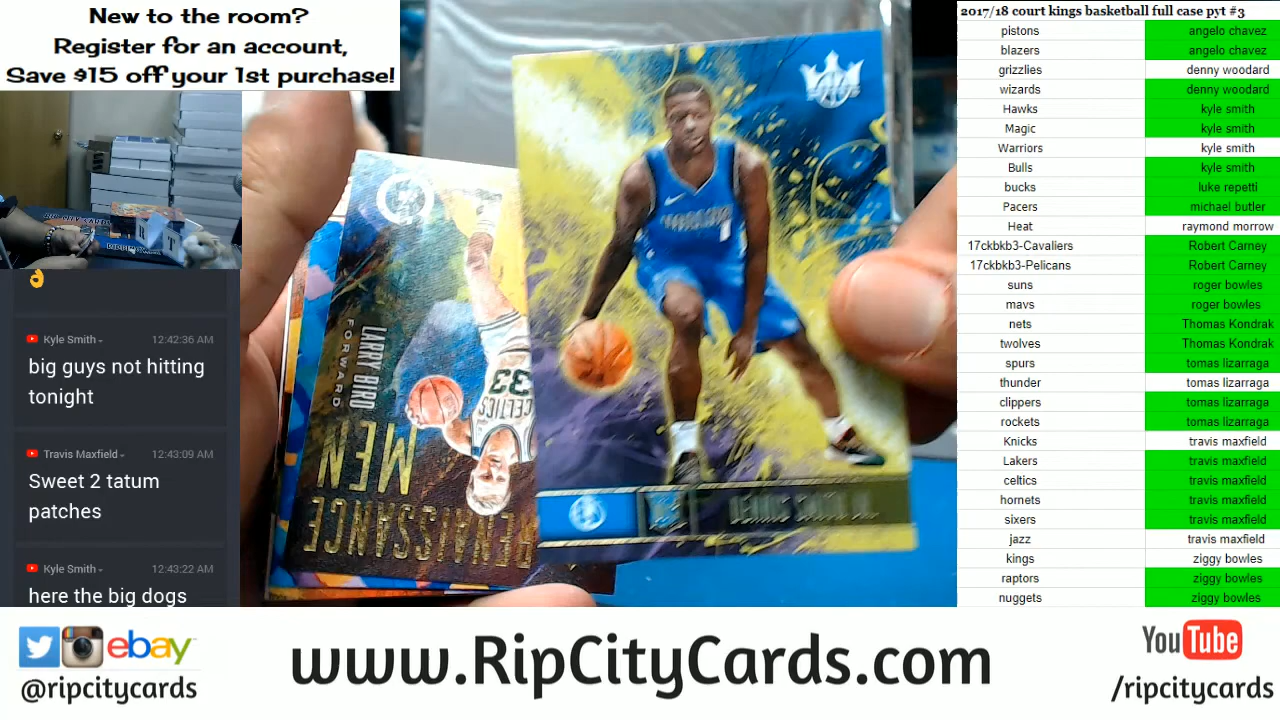 New to the room?
Register for an account,
Save $15 off your 1st purchase!
Kyle Smith
12:42:36 AM
big guys not hitting
tonight
Travis Maxfield
12:43:09 AM
Sweet 2 tatum
patches
Kyle Smith
12:43:22 AM
here the big dogs
LARRY BIRD
FORWARD
CELTICS
33
RENAISSANCE
MEN
1
DENNIS SMITH JR.
2017/18 court kings basketball full case pyt #3
pistons angelo chavez
blazers angelo chavez
grizzlies denny woodard
wizards denny woodard
Hawks kyle smith
Magic kyle smith
Warriors kyle smith
Bulls kyle smith
bucks luke repetti
Pacers michael butler
Heat raymond morrow
17ckbkb3-Cavaliers Robert Carney
17ckbkb3-Pelicans Robert Carney
suns roger bowles
mavs roger bowles
nets Thomas Kondrak
twolves Thomas Kondrak
spurs tomas lizarraga
thunder tomas lizarraga
clippers tomas lizarraga
rockets tomas lizarraga
Knicks travis maxfield
Lakers travis maxfield
celtics travis maxfield
hornets travis maxfield
sixers travis maxfield
jazz travis maxfield
kings ziggy bowles
raptors ziggy bowles
nuggets ziggy bowles
ebay
@ripcitycards
www.RipCityCards.com
YouTube
/ripcitycards